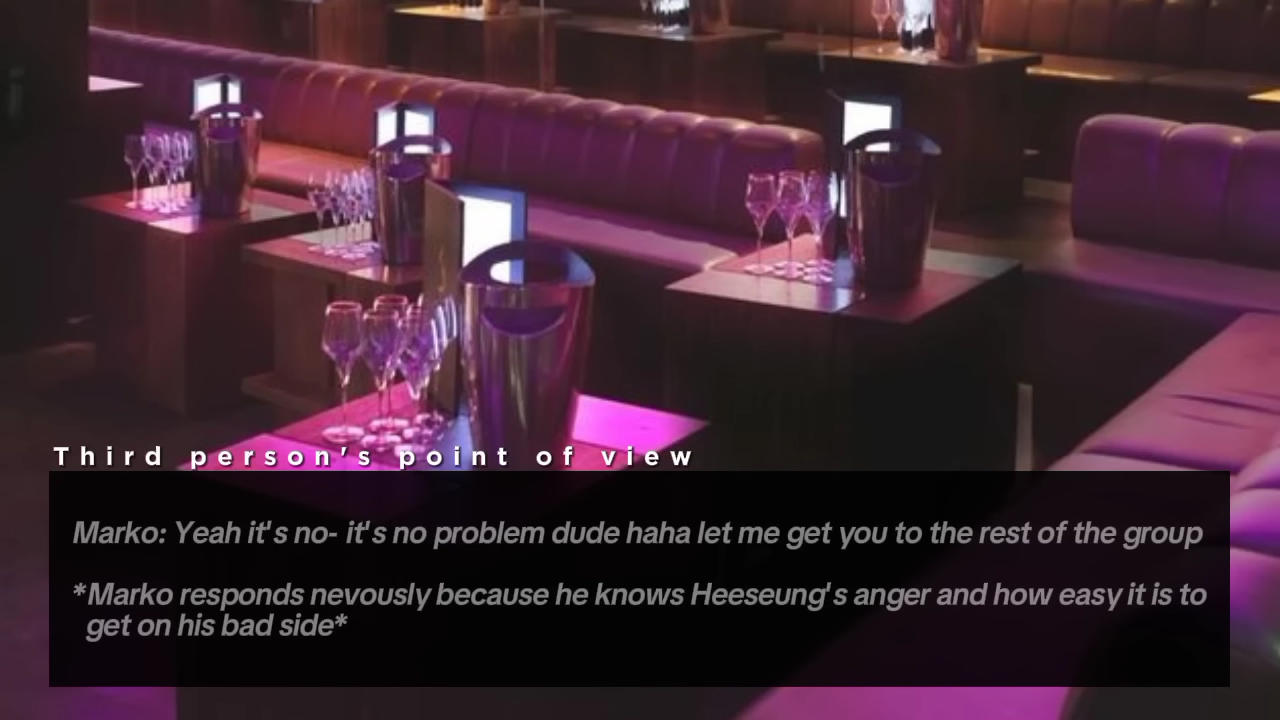 Third person's point of view
Marko: Yeah it's no- it's no problem dude haha let me get you to the rest of the group
*Marko responds nevously because he knows Heeseung's anger and how easy it is to
get on his bad side*